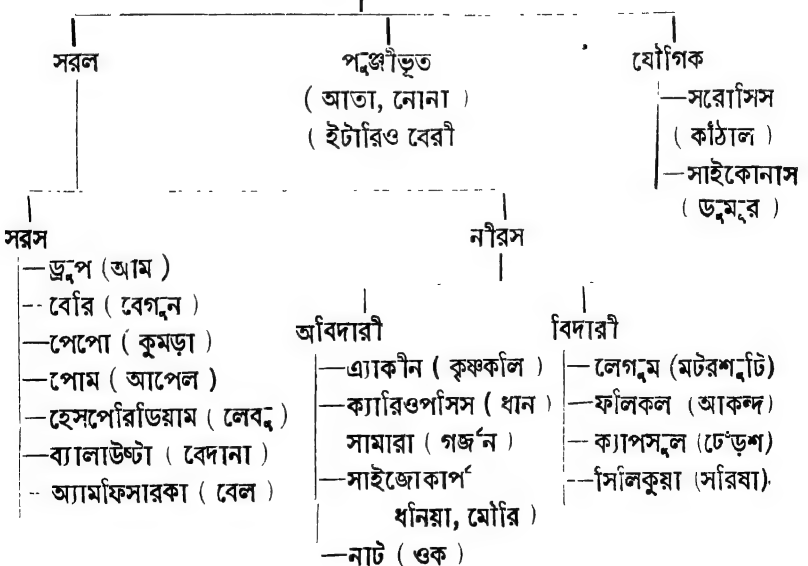 সরল
পুঞ্জীভূত
( আতা, নোনা )
( ইটারিও বেরী
যৌগিক
—সরোসিস
( কাঁঠাল )
—সাইকোনাস
( ডুমুর )
সরস
—ড্রুপ (আম )
-- বেরি ( বেগুন )
—পেপো ( কুমড়া )
—পোম ( আপেল )
—হেসপেরিডিয়াম ( লেবু )
—ব্যালাউষ্টা ( বেদানা )
-- অ্যামফিসারকা ( বেল )
নীরস
অবিদারী
—এ্যাকীন ( কৃষ্ণকলি )
—ক্যারিওপসিস ( ধান )
সামারা ( গর্জন )
—সাইজোকার্প
ধনিয়া, মৌরি )
—নাট ( ওক )
বিদারী
—লেগুম (মটরশুটি)
—ফলিকল (আকন্দ)
-- ক্যাপসুল (ঢেঁড়শ)
—সিলিকুয়া (সরিষা).